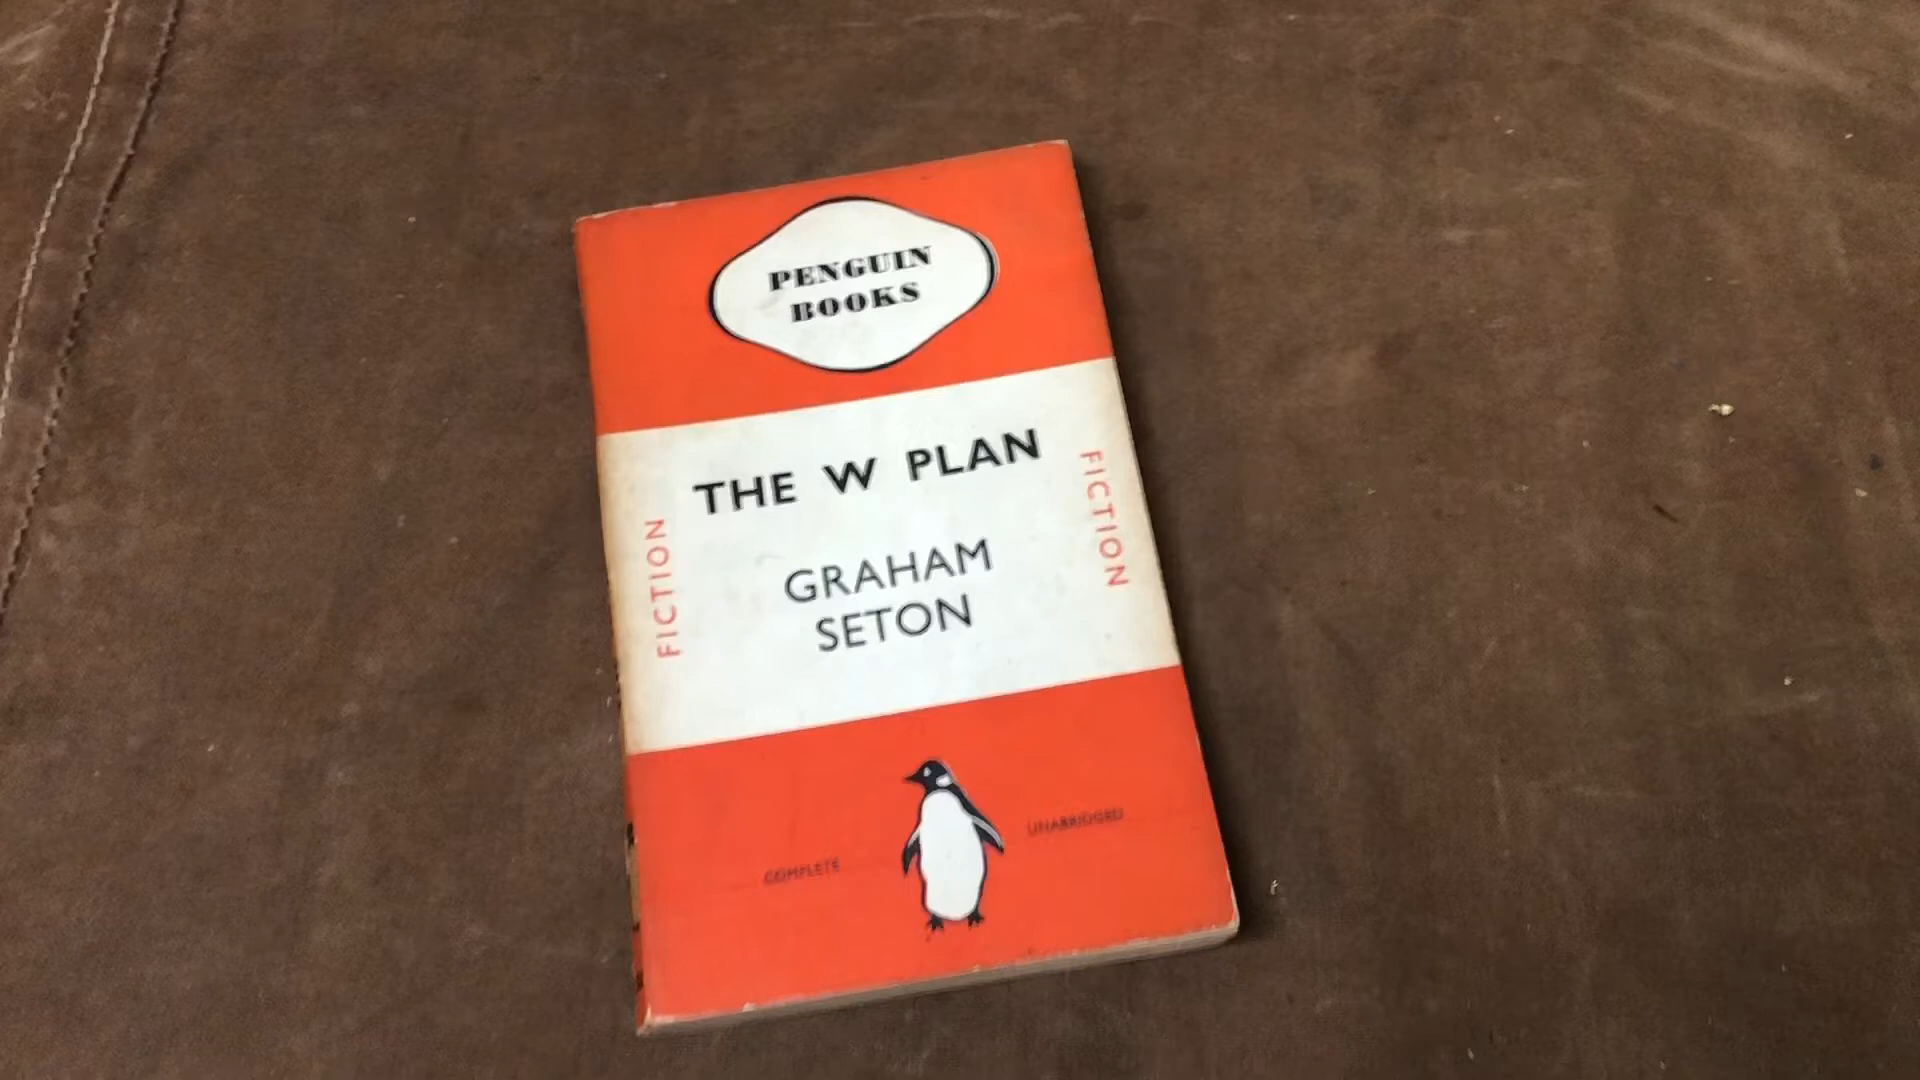 PENGUIN
BOOKS
THE W PLAN
FICTION
FICTION
GRAHAM
SETON
COMPLETE
UNABRIDGED